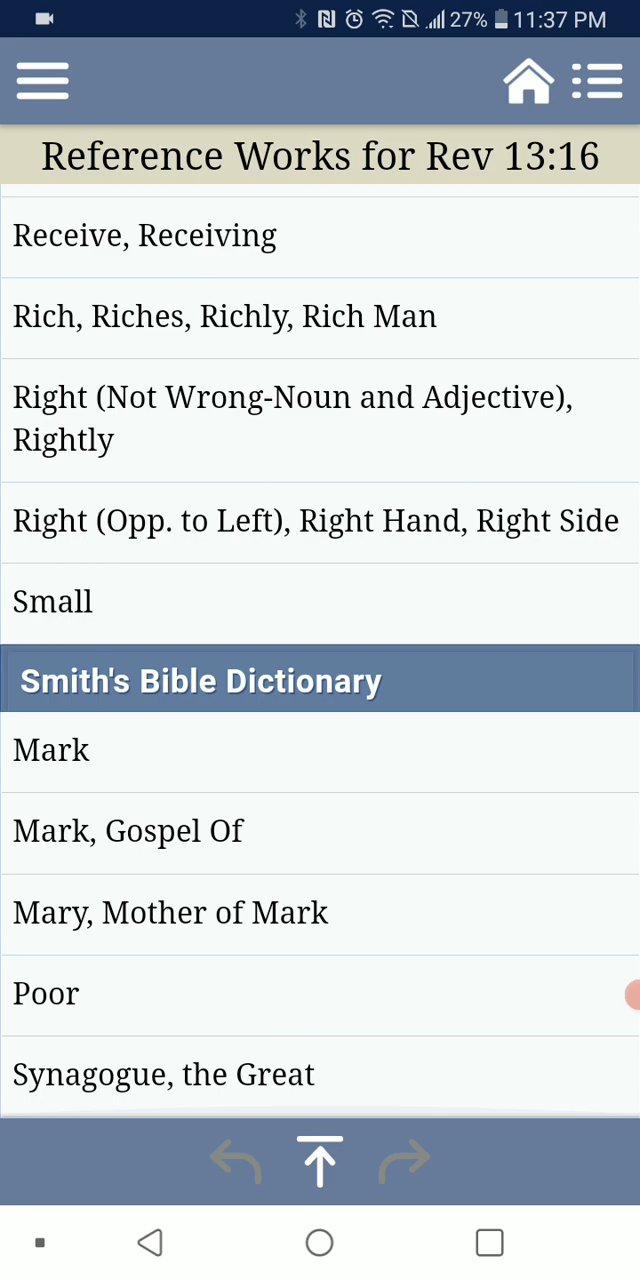 27% 11:37 PM
Reference Works for Rev 13:16
Receive, Receiving
Rich, Riches, Richly, Rich Man
Right (Not Wrong-Noun and Adjective),
Rightly
Right (Opp. to Left), Right Hand, Right Side
Small
Smith's Bible Dictionary
Mark
Mark, Gospel Of
Mary, Mother of Mark
Poor
Synagogue, the Great